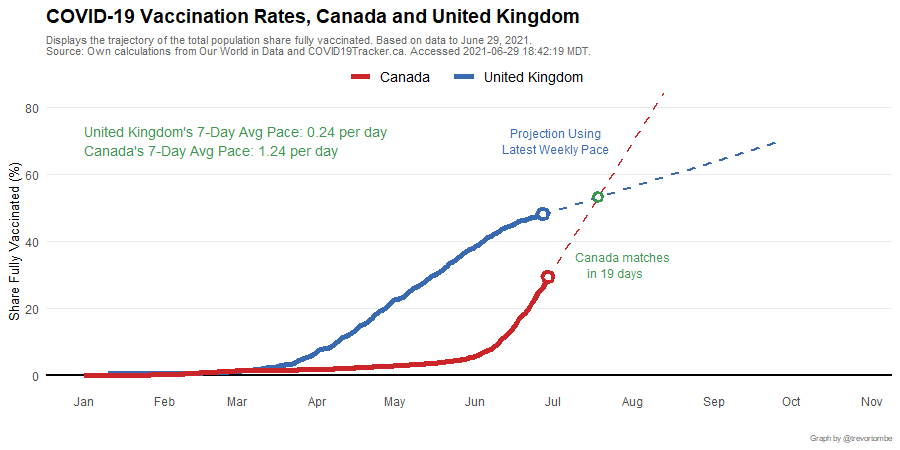 COVID-19 Vaccination Rates, Canada and United Kingdom
Displays the trajectory of the total population share fully vaccinated. Based on data to June 29, 2021.
Source: Own calculations from Our World in Data and COVID19Tracker.ca. Accessed 2021-06-29 18:42:19 MDT.
Canada United Kingdom
United Kingdom's 7-Day Avg Pace: 0.24 per day
Canada's 7-Day Avg Pace: 1.24 per day
Projection Using
Latest Weekly Pace
Canada matches
in 19 days
Share Fully Vaccinated (%)
80
60
40
20
0
Jan Feb Mar Apr May Jun Jul Aug Sep Oct Nov
Graph by @trevortombe